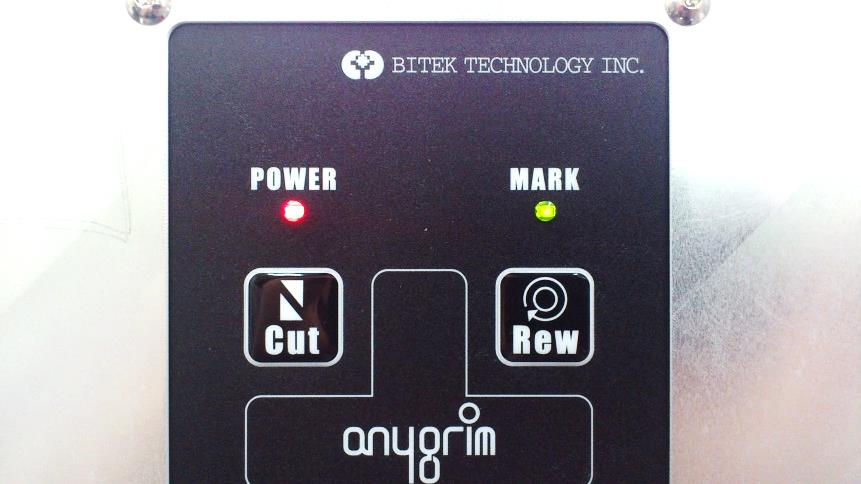 BITEK TECHNOLOGY INC.
POWER
MARK
Cut
Rew
anygrim